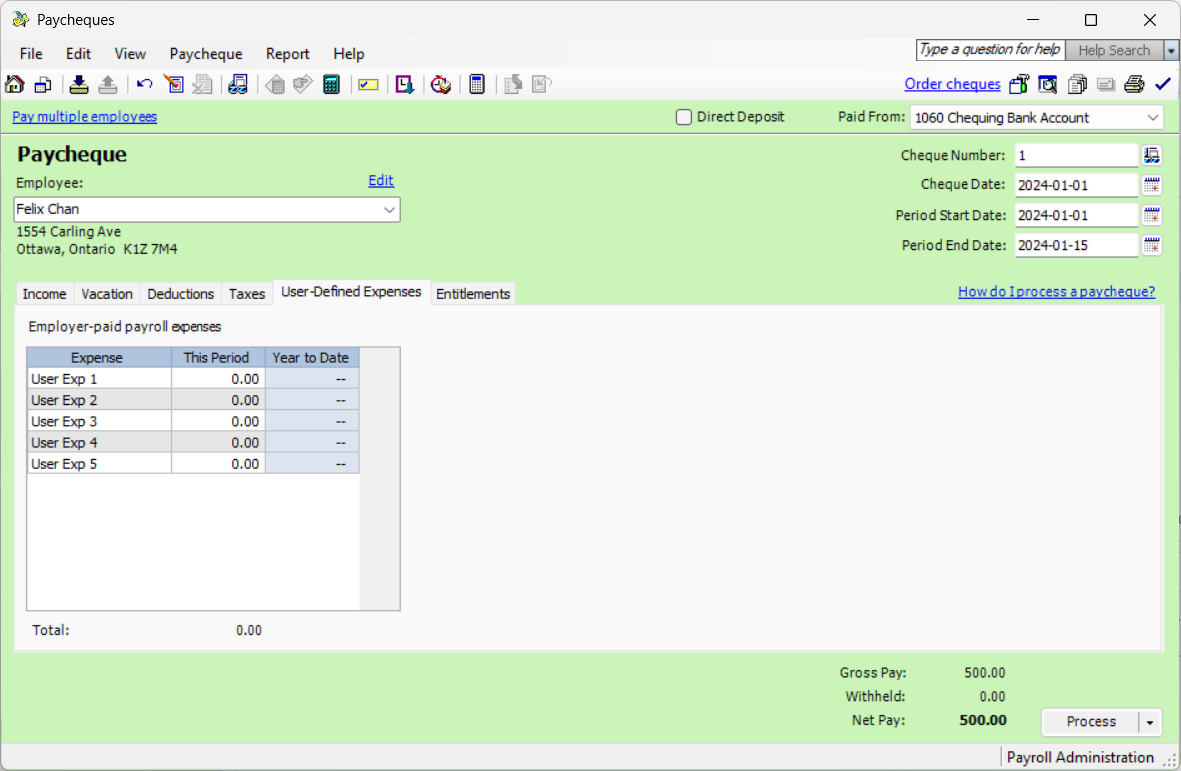 Paycheques
File Edit View Paycheque Report Help
Type a question for help Help Search
Order cheques
Pay multiple employees
Direct Deposit
Paid From: 1060 Chequing Bank Account
Paycheque
Employee: Edit
Felix Chan
1554 Carling Ave
Ottawa, Ontario K1Z 7M4
Cheque Number: 1
Cheque Date: 2024-01-01
Period Start Date: 2024-01-01
Period End Date: 2024-01-15
Income Vacation Deductions Taxes User-Defined Expenses Entitlements
How do I process a paycheque?
Employer-paid payroll expenses
Expense This Period Year to Date
User Exp 1 0.00 --
User Exp 2 0.00 --
User Exp 3 0.00 --
User Exp 4 0.00 --
User Exp 5 0.00 --
Total: 0.00
Gross Pay: 500.00
Withheld: 0.00
Net Pay: 500.00
Process
Payroll Administration